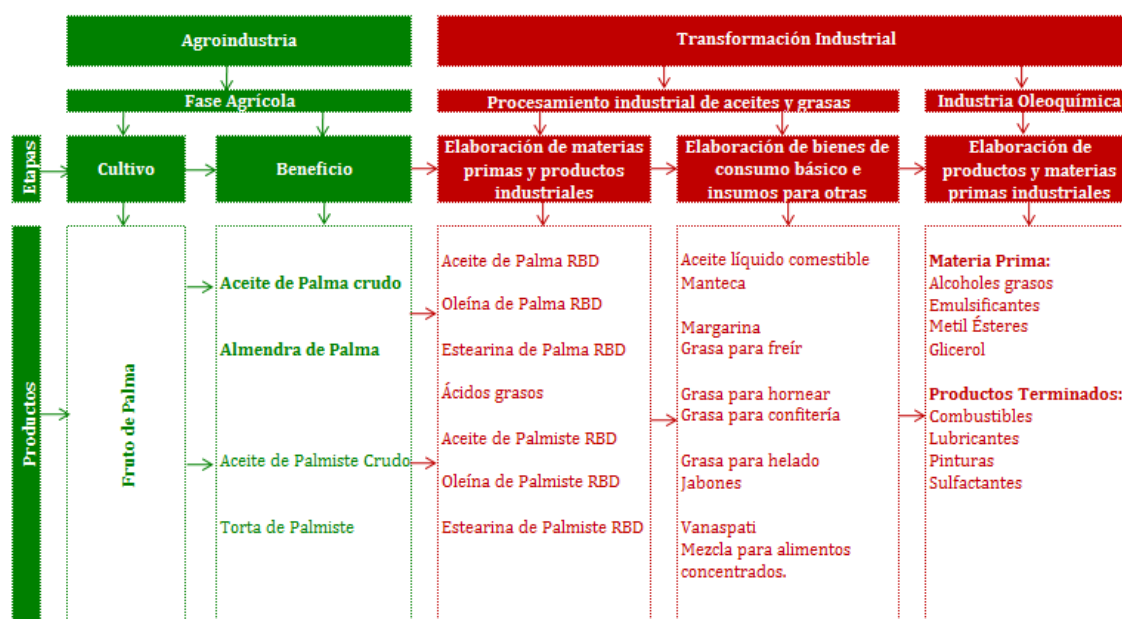 Agroindustria
Transformación Industrial
Fase Agrícola
Procesamiento industrial de aceites y grasas
Industria Oleoquímica
Etapas
Cultivo
Beneficio
Elaboración de materias
primas y productos
industriales
Elaboración de bienes de
consumo básico e
insumos para otras
Elaboración de
productos y materias
primas industriales
Productos
Fruto de Palma
Aceite de Palma crudo
Almendra de Palma
Aceite de Palmiste Crudo
Torta de Palmiste
Aceite de Palma RBD
Oleína de Palma RBD
Estearina de Palma RBD
Ácidos grasos
Aceite de Palmiste RBD
Oleína de Palmiste RBD
Estearina de Palmiste RBD
Aceite líquido comestible
Manteca
Margarina
Grasa para freír
Grasa para hornear
Grasa para confitería
Grasa para helado
Jabones
Vanaspati
Mezcla para alimentos
concentrados.
Materia Prima:
Alcoholes grasos
Emulsificantes
Metil Ésteres
Glicerol
Productos Terminados:
Combustibles
Lubricantes
Pinturas
Sulfactantes